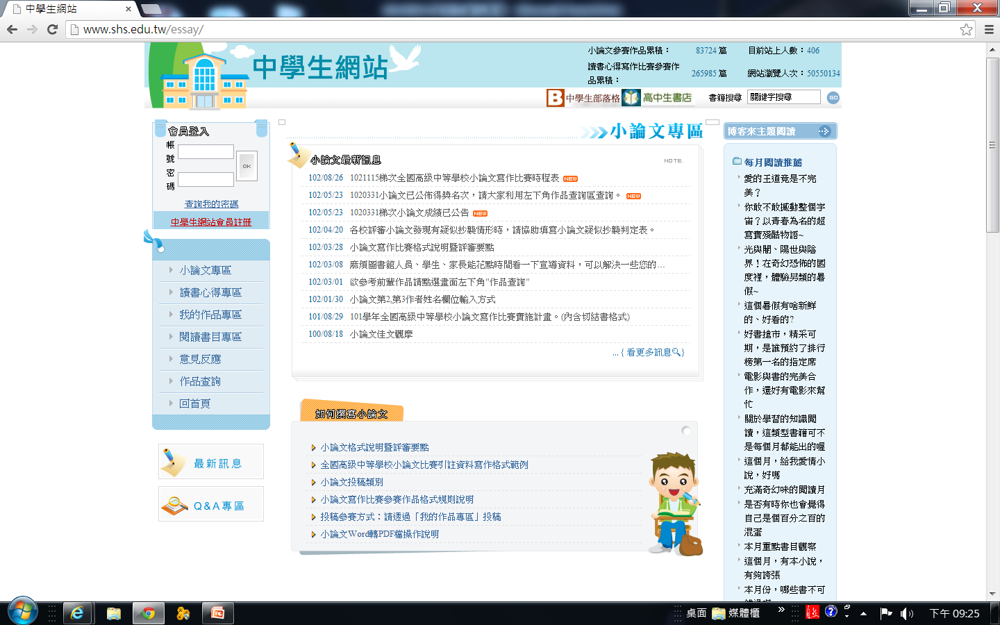 中學生網站
www.shs.edu.tw/essay/
中學生網站
小論文參賽作品累積： 83724 篇 目前站上人數：406
讀書心得寫作比賽參賽作品累積： 265985 篇 網站瀏覽人次：50550134
B 中學生部落格 高中生書店 書籍搜尋 關鍵字搜尋 GO
會員登入
帳號
密碼
OK
查詢我的密碼
中學生網站會員註冊
小論文專區
讀書心得專區
我的作品專區
閱讀書目專區
意見反應
作品查詢
回首頁
最新訊息
Q&A專區
小論文專區
小論文最新訊息 NOTE.
102/08/26 1021115梯次全國高級中等學校小論文寫作比賽時程表 NEW
102/05/23 1020331小論文已公佈得獎名次，請大家利用左下角作品查詢區查詢。 NEW
102/05/23 1020331梯次小論文成績已公告 NEW
102/04/20 各校評審小論文發現有疑似抄襲情形時，請協助填寫小論文疑似抄襲判定表。
102/03/28 小論文寫作比賽格式說明暨評審要點
102/03/08 麻煩圖書館人員、學生、家長能花點時間看一下宣導資料，可以解決一些您的...
102/03/01 欲參考前輩作品請點選畫面左下角"作品查詢"
102/01/30 小論文第2,第3作者姓名欄位輸入方式
101/08/29 101學年全國高級中等學校小論文寫作比賽實施計畫。(內含切結書格式)
100/08/18 小論文佳文觀摩
... { 看更多訊息 }
如何撰寫小論文
小論文格式說明暨評審要點
全國高級中等學校小論文比賽引註資料寫作格式範例
小論文投稿類別
小論文寫作比賽參賽作品格式規則說明
投稿參賽方式：請透過「我的作品專區」投稿
小論文Word轉PDF檔操作說明
博客來主題閱讀
每月閱讀推薦
愛的王道竟是不完
美？
你敢不敢撼動整個宇
宙？以青春為名的超
寫實殘酷物語~
光與闇、陽世與陰
界！在奇幻恐怖的國
度裡，體驗另類的暑
假~
這個暑假有啥新鮮
的、好看的?
好書搶市，精采可
期，是誰預約了排行
榜第一名的指定席
電影與書的完美合
作，還好有電影來幫
忙
關於學習的知識閱
讀，這類型書籍可不
是每個月都能出的喔
這個月，給我愛情小
說，好嗎
充滿奇幻味的閱讀月
是否有時你也會覺得
自己是個百分之百的
混蛋
本月重點書目觀察
這個月，有本小說，
有夠誇張
本月份，哪些書不可
桌面 媒體櫃 » 下午 09:25